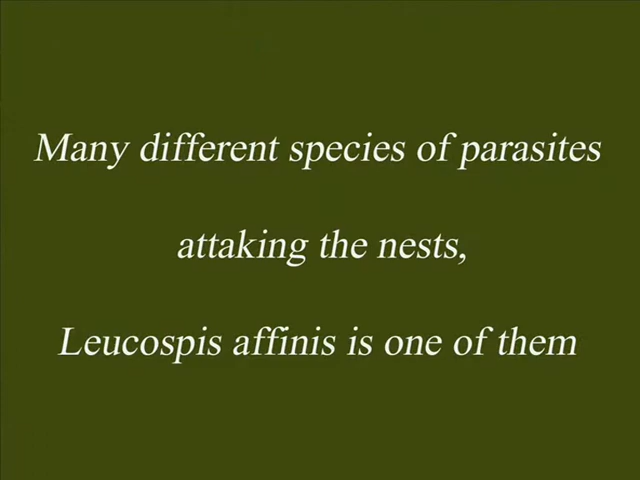 Many different species of parasites
attaking the nests,
Leucospis affinis is one of them